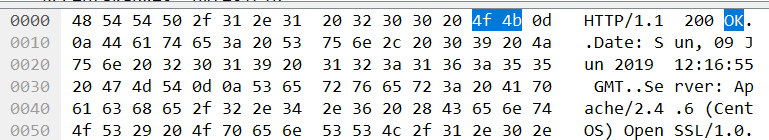 0000 48 54 54 50 2f 31 2e 31 20 32 30 30 20 4f 4b 0d HTTP/1.1 200 OK.
0010 0a 44 61 74 65 3a 20 53 75 6e 2c 20 30 39 20 4a .Date: S un, 09 J
0020 75 6e 20 32 30 31 39 20 31 32 3a 31 36 3a 35 35 un 2019 12:16:55
0030 20 47 4d 54 0d 0a 53 65 72 76 65 72 3a 20 41 70 GMT..Se rver: Ap
0040 61 63 68 65 2f 32 2e 34 2e 36 20 28 43 65 6e 74 ache/2.4 .6 (Cent
0050 4f 53 29 20 4f 70 65 6e 53 53 4c 2f 31 2e 30 2e OS) Open SSL/1.0.